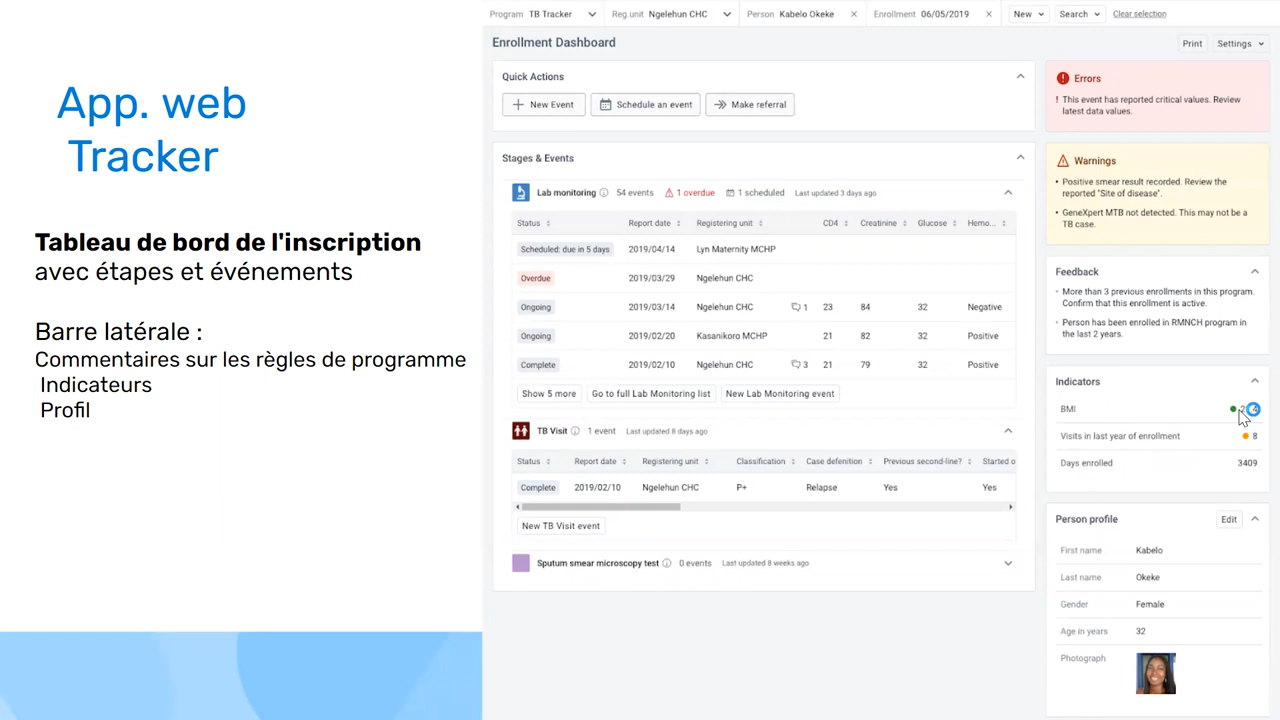 App. web
Tracker
Tableau de bord de l'inscription
avec étapes et événements
Barre latérale :
Commentaires sur les règles de programme
Indicateurs
Profil
Program TB Tracker Reg.unit Ngelehun CHC Person Kabelo Okeke Enrollment 06/05/2019 New Search Clear selection
Enrollment Dashboard Print Settings
Quick Actions
New Event Schedule an event Make referral
Stages & Events
Lab monitoring 54 events 1 overdue 1 scheduled Last updated 3 days ago
Status Report date Registering unit CD4 Creatinine Glucose Hemo...
Scheduled: due in 5 days 2019/04/14 Lyn Maternity MCHP
Overdue 2019/03/29 Ngelehun CHC
Ongoing 2019/03/14 Ngelehun CHC 1 23 84 32 Negative
Ongoing 2019/02/20 Kasanikoro MCHP 21 82 32 Positive
Complete 2019/02/10 Ngelehun CHC 3 21 79 32 Positive
Show 5 more Go to full Lab Monitoring list New Lab Monitoring event
TB Visit 1 event Last updated 8 days ago
Status Report date Registering unit Classification Case defenition Previous second-line? Started o
Complete 2019/02/10 Ngelehun CHC P+ Relapse Yes Yes
New TB Visit event
Sputum smear microscopy test 0 events Last updated 8 weeks ago
Errors
! This event has reported critical values. Review
latest data values.
Warnings
• Positive smear result recorded. Review the
reported "Site of disease".
• GeneXpert MTB not detected. This may not be a
TB case.
Feedback
• More than 3 previous enrollments in this program.
Confirm that this enrollment is active.
• Person has been enrolled in RMNCH program in
the last 2 years.
Indicators
BMI
Visits in last year of enrollment 8
Days enrolled 3409
Person profile Edit
First name Kabelo
Last name Okeke
Gender Female
Age in years 32
Photograph